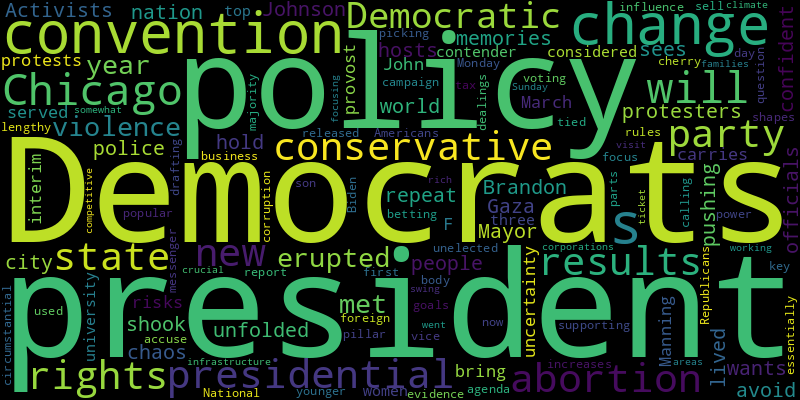 Activists nation top Johnson Democratic influence sell climate
convention picking hosts contender considered change
protests year John memories sees Monday cherry day families
Chicago policy provost campaign world voting Sunday will question confident
served somewhat majority focusing dealings March tax protesters shapes
lengthy violence released Americans tied rules party
police hold conservative focus visit
interim drafting business repeat Brandon carries officials
competitive popular Democrats son Biden betting Gaza three ticket calling pushing power
corruption rich F Mayor s parts
state new erupted unelected corporations working
city messenger report first people results Republicans key
crucial president body swing uncertainty
circumstantial used university risks met foreign goals supporting Manning essentially
shook unfolded pillar went now lived
accuse chaos vice areas wants
infrastructure bring increases
rights presidential abortion avoid
National younger women evidence agenda